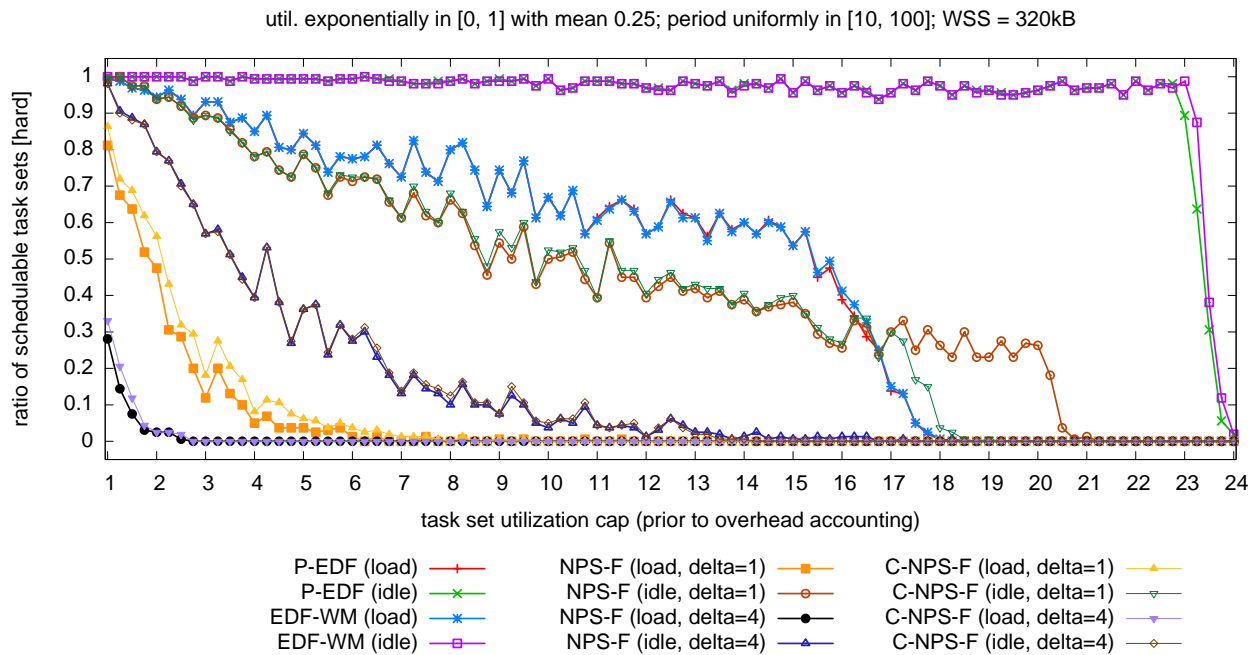 util. exponentially in [0, 1] with mean 0.25; period uniformly in [10, 100]; WSS = 320kB
ratio of schedulable task sets [hard]
1
0.9
0.8
0.7
0.6
0.5
0.4
0.3
0.2
0.1
0
1 2 3 4 5 6 7 8 9 10 11 12 13 14 15 16 17 18 19 20 21 22 23 24
task set utilization cap (prior to overhead accounting)
P-EDF (load) NPS-F (load, delta=1) C-NPS-F (load, delta=1)
P-EDF (idle) NPS-F (idle, delta=1) C-NPS-F (idle, delta=1)
EDF-WM (load) NPS-F (load, delta=4) C-NPS-F (load, delta=4)
EDF-WM (idle) NPS-F (idle, delta=4) C-NPS-F (idle, delta=4)